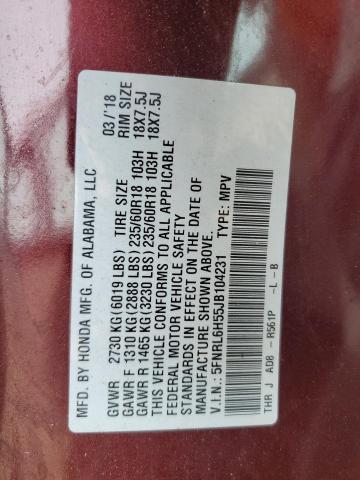 MFD. BY HONDA MFG. OF ALABAMA, LLC 03/'18
GVWR 2730 KG(6019 LBS) TIRE SIZE RIM SIZE
GAWR F 1310 KG(2888 LBS)235/60R18 103H 18X7.5J
GAWR R 1465 KG(3230 LBS)235/60R18 103H 18X7.5J
THIS VEHICLE CONFORMS TO ALL APPLICABLE
FEDERAL MOTOR VEHICLE SAFETY
STANDARDS IN EFFECT ON THE DATE OF
MANUFACTURE SHOWN ABOVE.
V.I.N.: 5FNRL6H55JB104231 TYPE: MPV
THR J AD8 - R561P -L -B